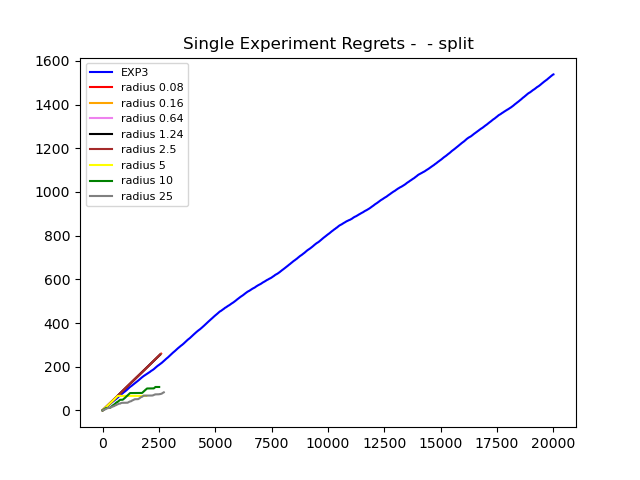 Single Experiment Regrets -  - split
1600
1400
1200
1000
800
600
400
200
0
EXP3
radius 0.08
radius 0.16
radius 0.64
radius 1.24
radius 2.5
radius 5
radius 10
radius 25
0 2500 5000 7500 10000 12500 15000 17500 20000